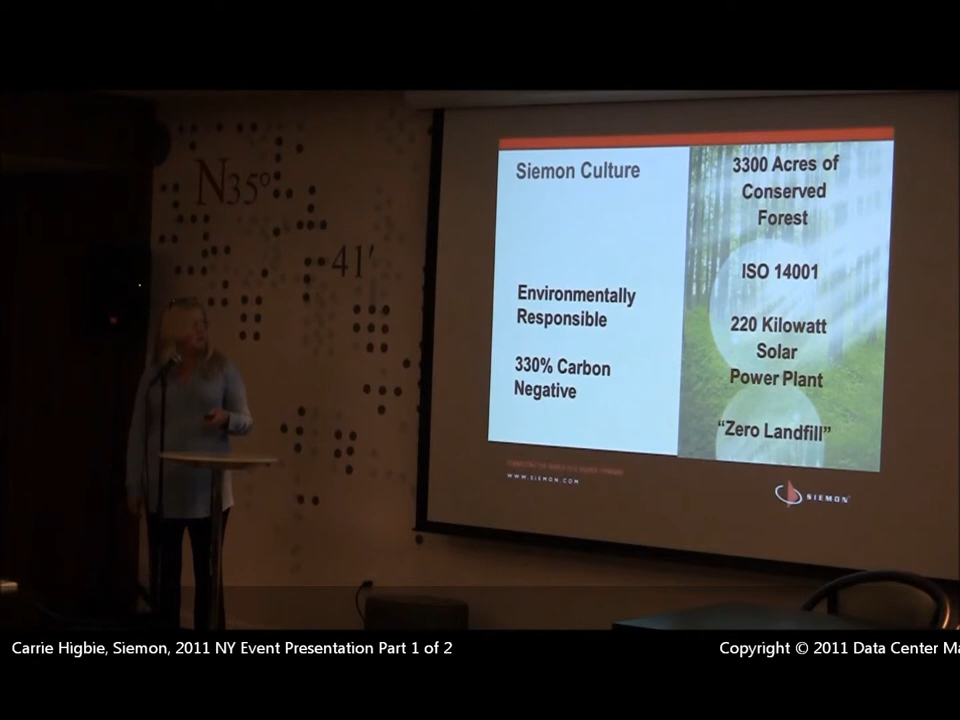 N35°
41'
Siemon Culture
Environmentally
Responsible
330% Carbon
Negative
3300 Acres of
Conserved
Forest
ISO 14001
220 Kilowatt
Solar
Power Plant
“Zero Landfill”
WWW.SIEMON.COM
SIEMON
Carrie Higbie, Siemon, 2011 NY Event Presentation Part 1 of 2
Copyright © 2011 Data Center